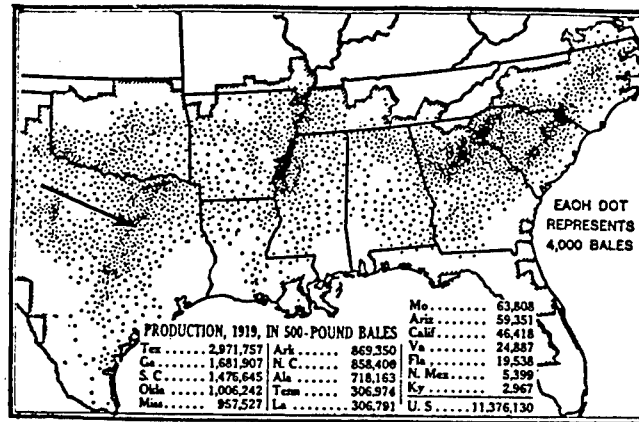 EACH DOT
REPRESENTS
4,000 BALES
PRODUCTION, 1919, IN 500-POUND BALES
Tex........ 2,971,757
Ga........ 1,681,907
S. C........ 1,476,645
Okla........ 1,006,242
Miss........ 957,527
Ark........ 869,350
N. C........ 858,406
Ala........ 718,163
Tenn........ 306,974
La........ 306,791
Mo........ 63,808
Ariz........ 59,351
Calif........ 46,418
Va........ 24,887
Fla........ 19,538
N. Mex........ 5,399
Ky........ 2,967
U. S........ 11,376,130